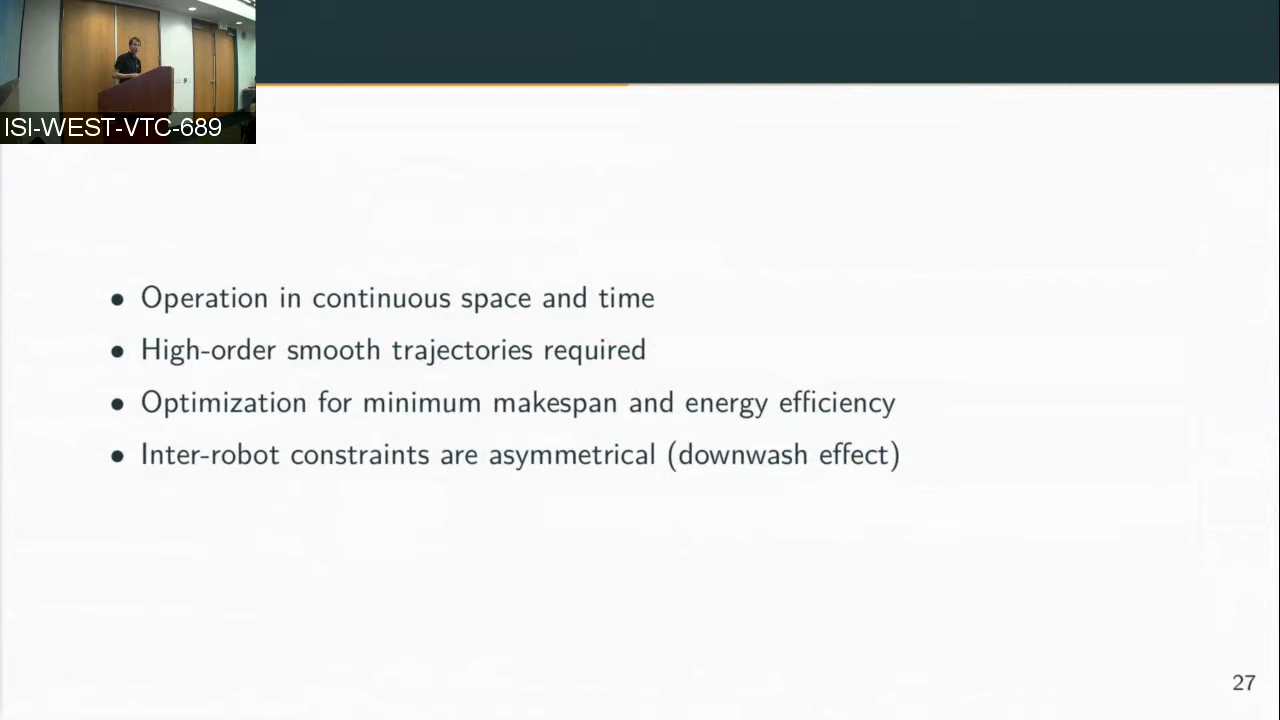 ISI-WEST-VTC-689
• Operation in continuous space and time
• High-order smooth trajectories required
• Optimization for minimum makespan and energy efficiency
• Inter-robot constraints are asymmetrical (downwash effect)
27